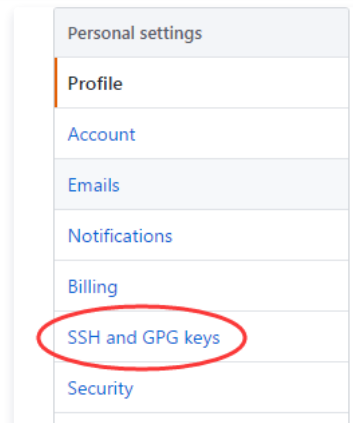 Personal settings
Profile
Account
Emails
Notifications
Billing
SSH and GPG keys
Security